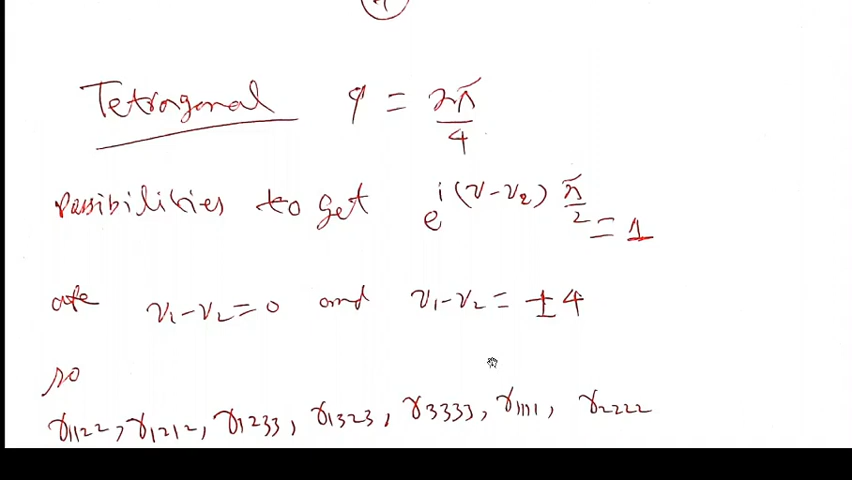 Tetragonal φ = 2π/4
possibilities to get e^{i(ν-ν₂) π/2} = 1
are ν₁-ν₂=0 and ν₁-ν₂= ±4
so
γ1122, γ1212, γ1233, γ1323, γ3333, γ1111, γ2222